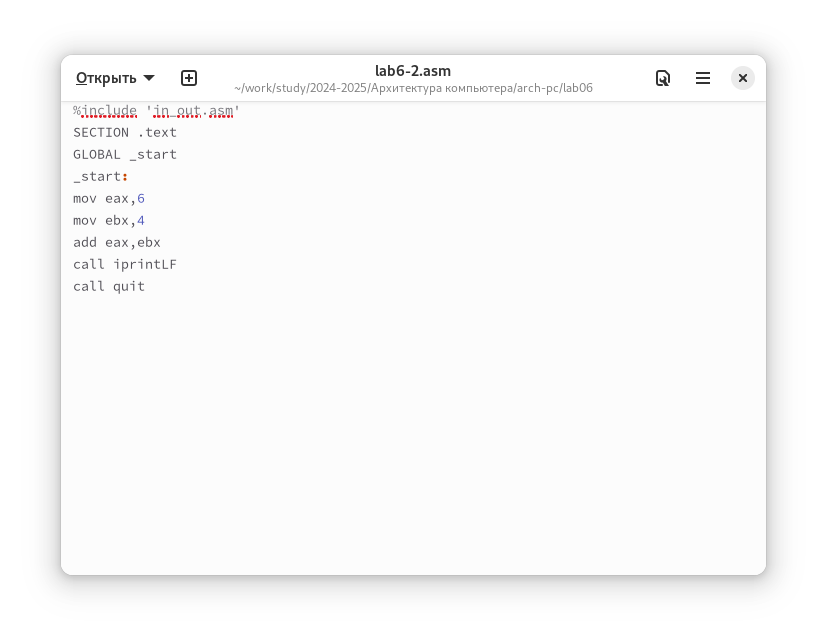 Открыть
lab6-2.asm
~/work/study/2024-2025/Архитектура компьютера/arch-pc/lab06
%include 'in_out.asm'
SECTION .text
GLOBAL _start
_start:
mov eax,6
mov ebx,4
add eax,ebx
call iprintLF
call quit